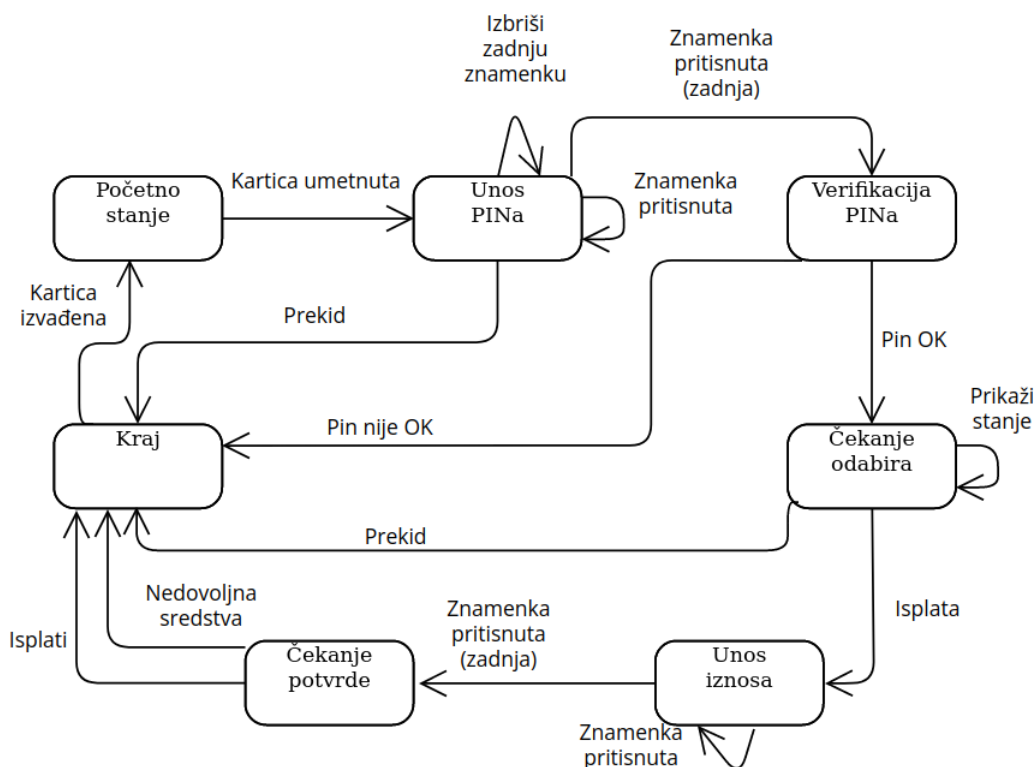 Izbriši
zadnju
znamenku
Znamenka
pritisnuta
(zadnja)
Početno
stanje
Kartica umetnuta
Unos
PINa
Znamenka
pritisnuta
Verifikacija
PINa
Kartica
izvađena
Prekid
Pin OK
Kraj
Pin nije OK
Čekanje
odabira
Prikaži
stanje
Prekid
Nedovoljna
sredstva
Isplati
Čekanje
potvrde
Znamenka
pritisnuta
(zadnja)
Unos
iznosa
Isplata
Znamenka
pritisnuta